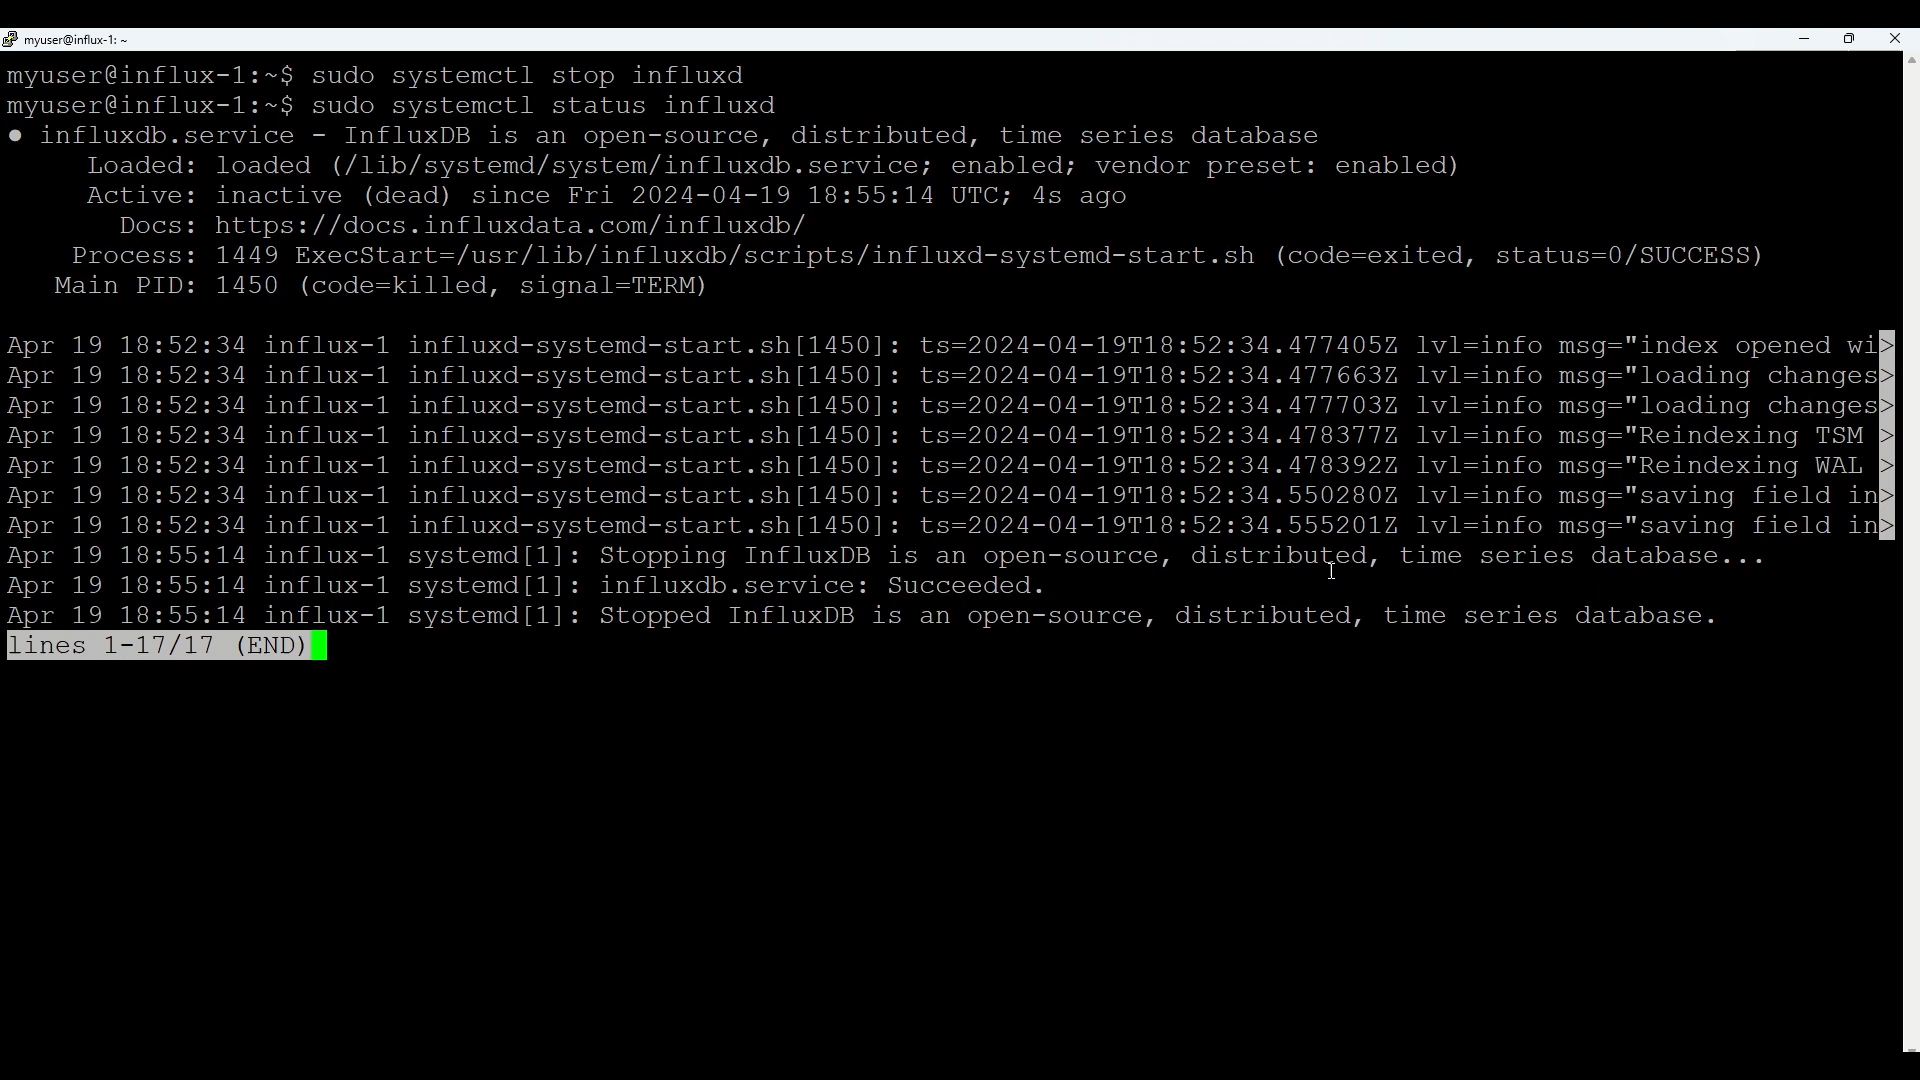 myuser@influx-1: ~
myuser@influx-1:~$ sudo systemctl stop influxd
myuser@influx-1:~$ sudo systemctl status influxd
● influxdb.service - InfluxDB is an open-source, distributed, time series database
Loaded: loaded (/lib/systemd/system/influxdb.service; enabled; vendor preset: enabled)
Active: inactive (dead) since Fri 2024-04-19 18:55:14 UTC; 4s ago
Docs: https://docs.influxdata.com/influxdb/
Process: 1449 ExecStart=/usr/lib/influxdb/scripts/influxd-systemd-start.sh (code=exited, status=0/SUCCESS)
Main PID: 1450 (code=killed, signal=TERM)
Apr 19 18:52:34 influx-1 influxd-systemd-start.sh[1450]: ts=2024-04-19T18:52:34.477405Z lvl=info msg="index opened wi>
Apr 19 18:52:34 influx-1 influxd-systemd-start.sh[1450]: ts=2024-04-19T18:52:34.477663Z lvl=info msg="loading changes>
Apr 19 18:52:34 influx-1 influxd-systemd-start.sh[1450]: ts=2024-04-19T18:52:34.477703Z lvl=info msg="loading changes>
Apr 19 18:52:34 influx-1 influxd-systemd-start.sh[1450]: ts=2024-04-19T18:52:34.478377Z lvl=info msg="Reindexing TSM >
Apr 19 18:52:34 influx-1 influxd-systemd-start.sh[1450]: ts=2024-04-19T18:52:34.478392Z lvl=info msg="Reindexing WAL >
Apr 19 18:52:34 influx-1 influxd-systemd-start.sh[1450]: ts=2024-04-19T18:52:34.550280Z lvl=info msg="saving field in>
Apr 19 18:52:34 influx-1 influxd-systemd-start.sh[1450]: ts=2024-04-19T18:52:34.555201Z lvl=info msg="saving field in>
Apr 19 18:55:14 influx-1 systemd[1]: Stopping InfluxDB is an open-source, distributed, time series database...
Apr 19 18:55:14 influx-1 systemd[1]: influxdb.service: Succeeded.
Apr 19 18:55:14 influx-1 systemd[1]: Stopped InfluxDB is an open-source, distributed, time series database.
lines 1-17/17 (END)